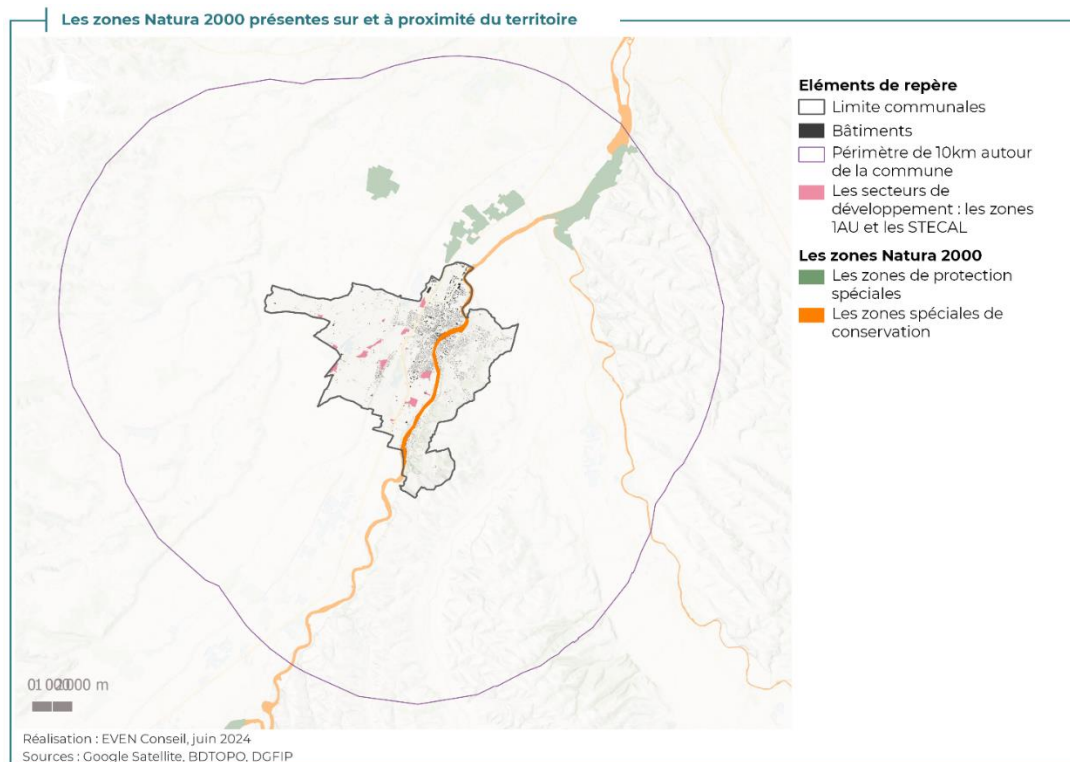 Les zones Natura 2000 présentes sur et à proximité du territoire
Eléments de repère
Limite communales
Bâtiments
Périmètre de 10km autour
de la commune
Les secteurs de
développement : les zones
1AU et les STECAL
Les zones Natura 2000
Les zones de protection
spéciales
Les zones spéciales de
conservation
Réalisation : EVEN Conseil, juin 2024
Sources : Google Satellite, BDTOPO, DGFIP